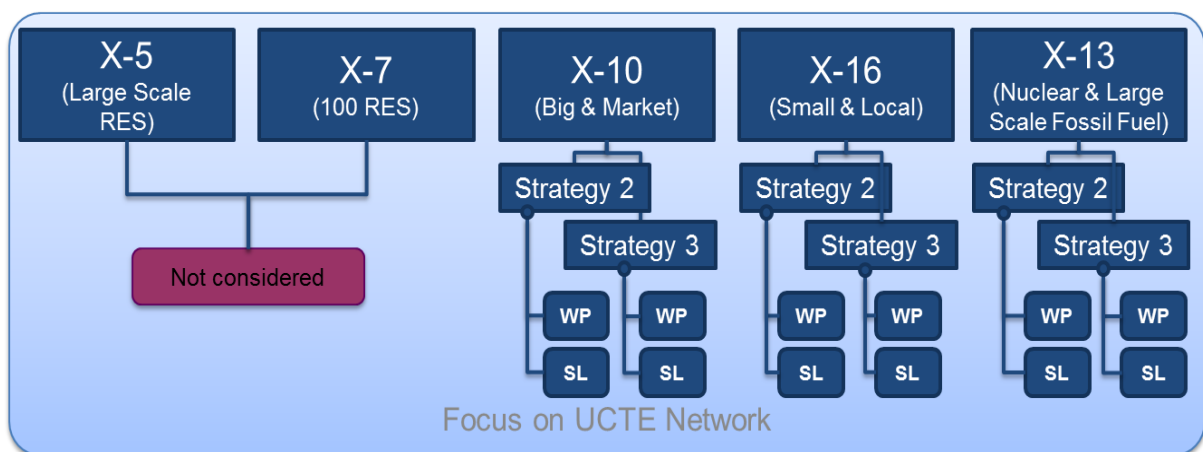 X-5
(Large Scale
RES)
X-7
(100 RES)
X-10
(Big & Market)
X-16
(Small & Local)
X-13
(Nuclear & Large
Scale Fossil Fuel)
Not considered
Strategy 2
Strategy 3
WP
WP
SL
SL
Strategy 2
Strategy 3
WP
WP
SL
SL
Strategy 2
Strategy 3
WP
WP
SL
SL
Focus on UCTE Network